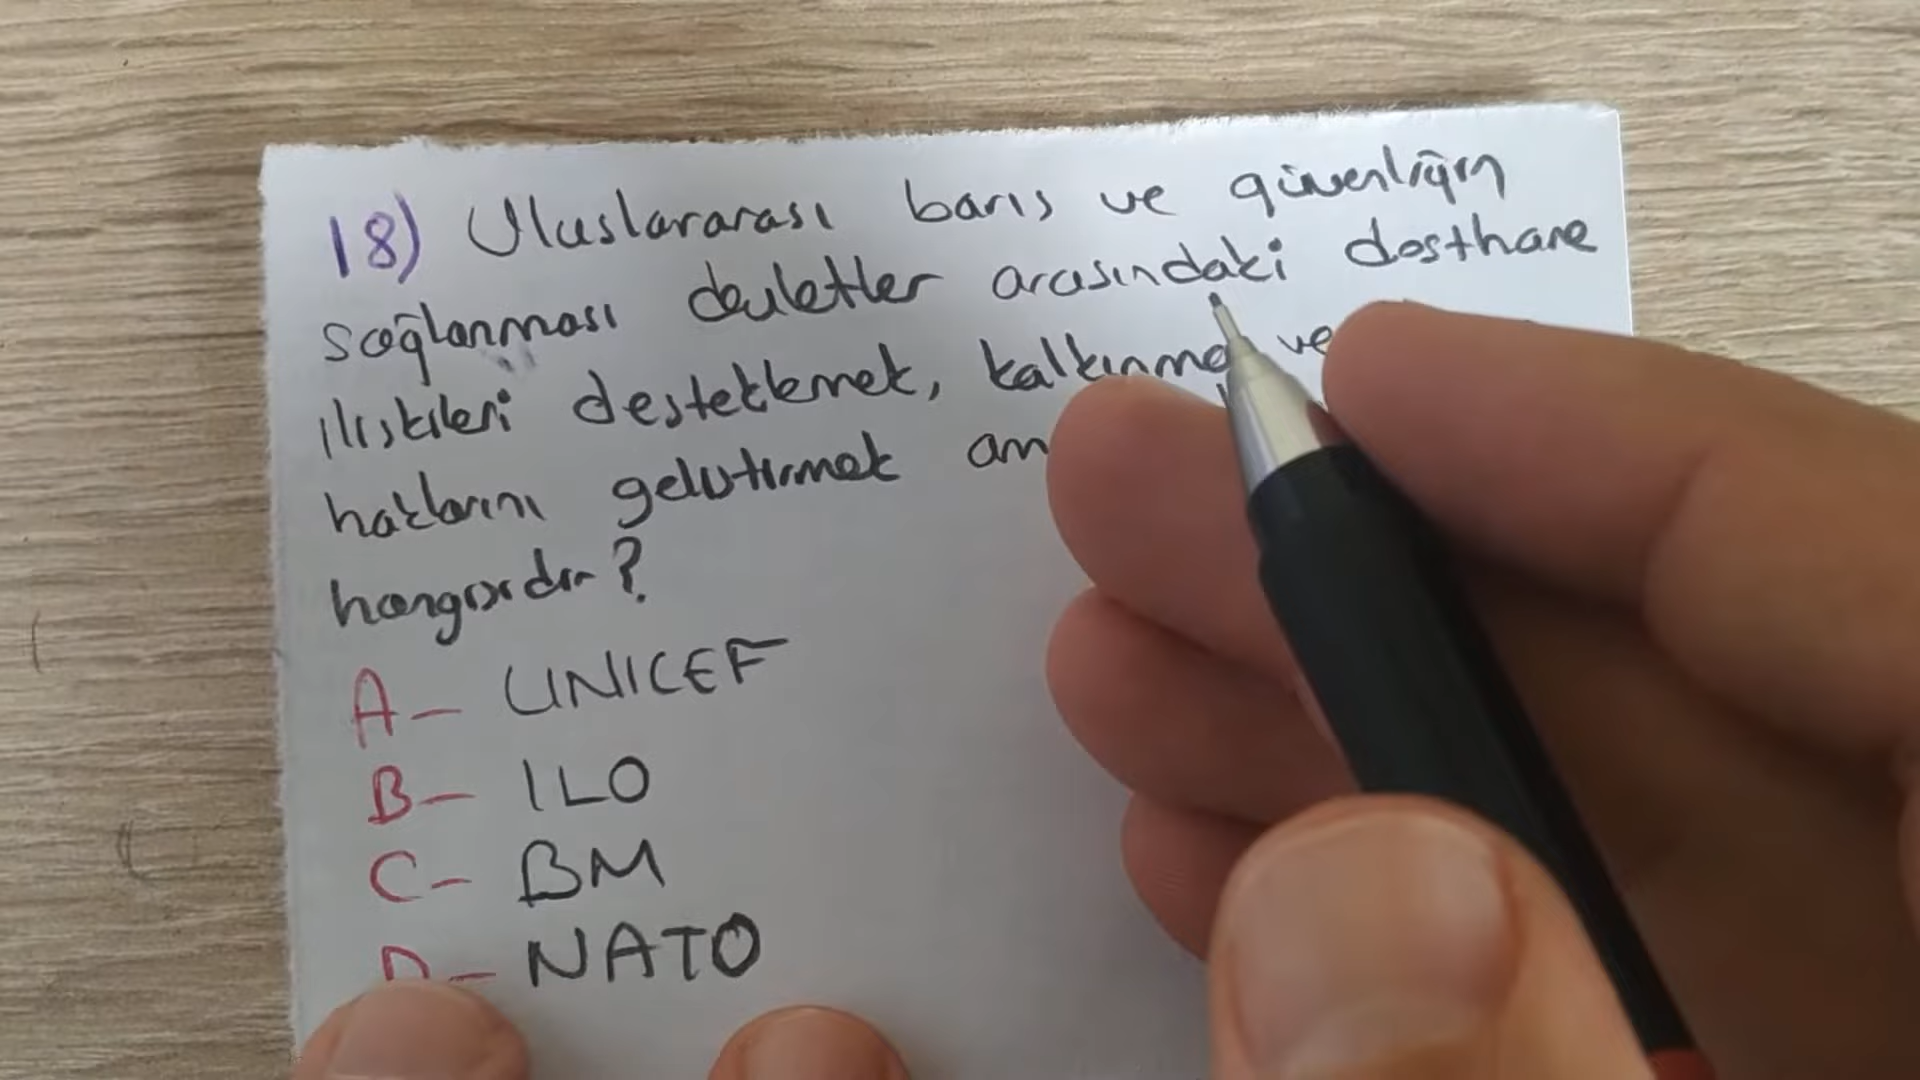 18) Uluslararası barış ve güvenliğin
sağlanması devletler arasındaki dosthane
ilişkileri desteklemek, kalkınma ve
haklarını geliştirmek am
hangisidir?
A- UNICEF
B- ILO
C- BM
D- NATO